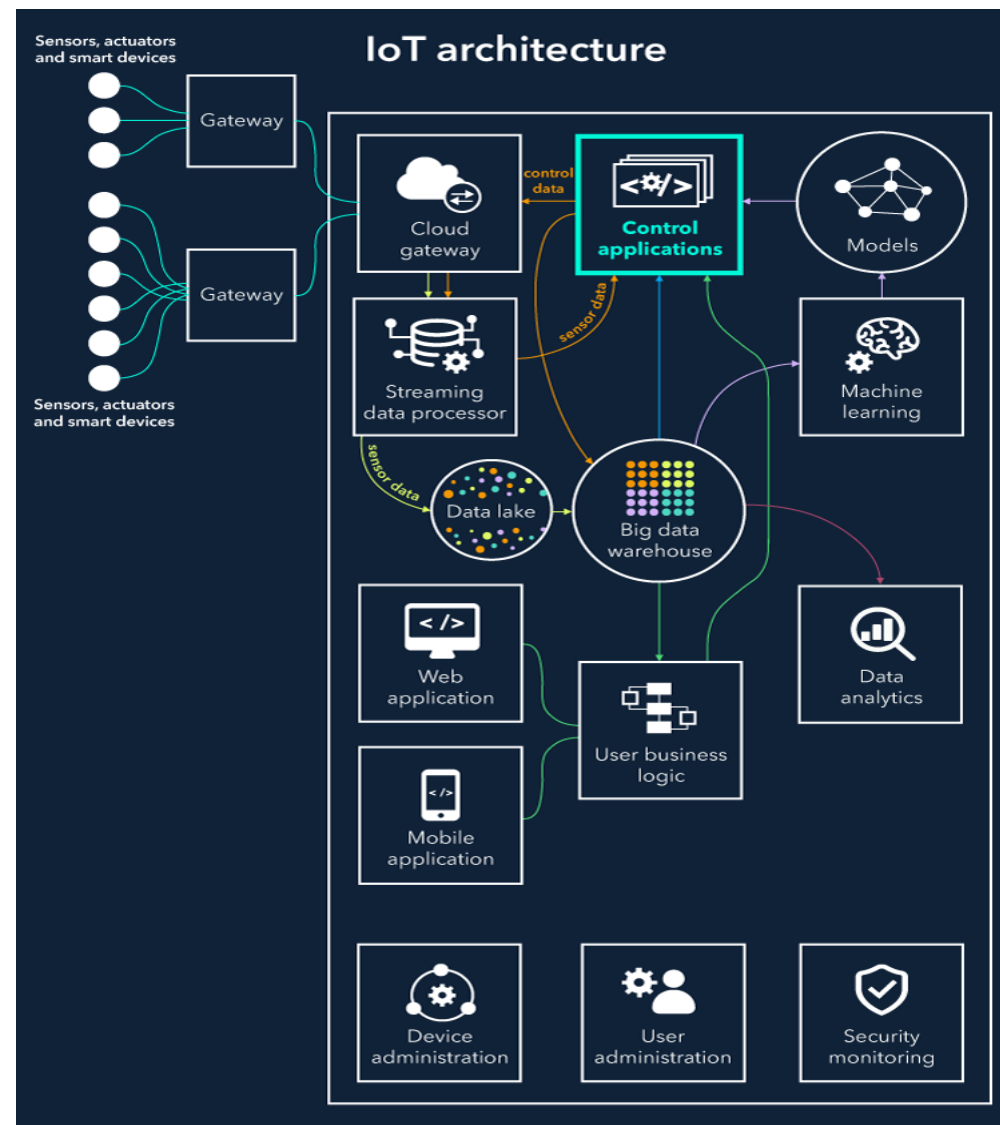 IoT architecture
Sensors, actuators
and smart devices
Gateway
Gateway
Sensors, actuators
and smart devices
Cloud
gateway
control
data
</>
Control
applications
Models
Streaming
data processor
sensor data
Machine
learning
sensor data
Data lake
Big data
warehouse
</>
Web
application
User business
logic
Data
analytics
</>
Mobile
application
Device
administration
User
administration
Security
monitoring